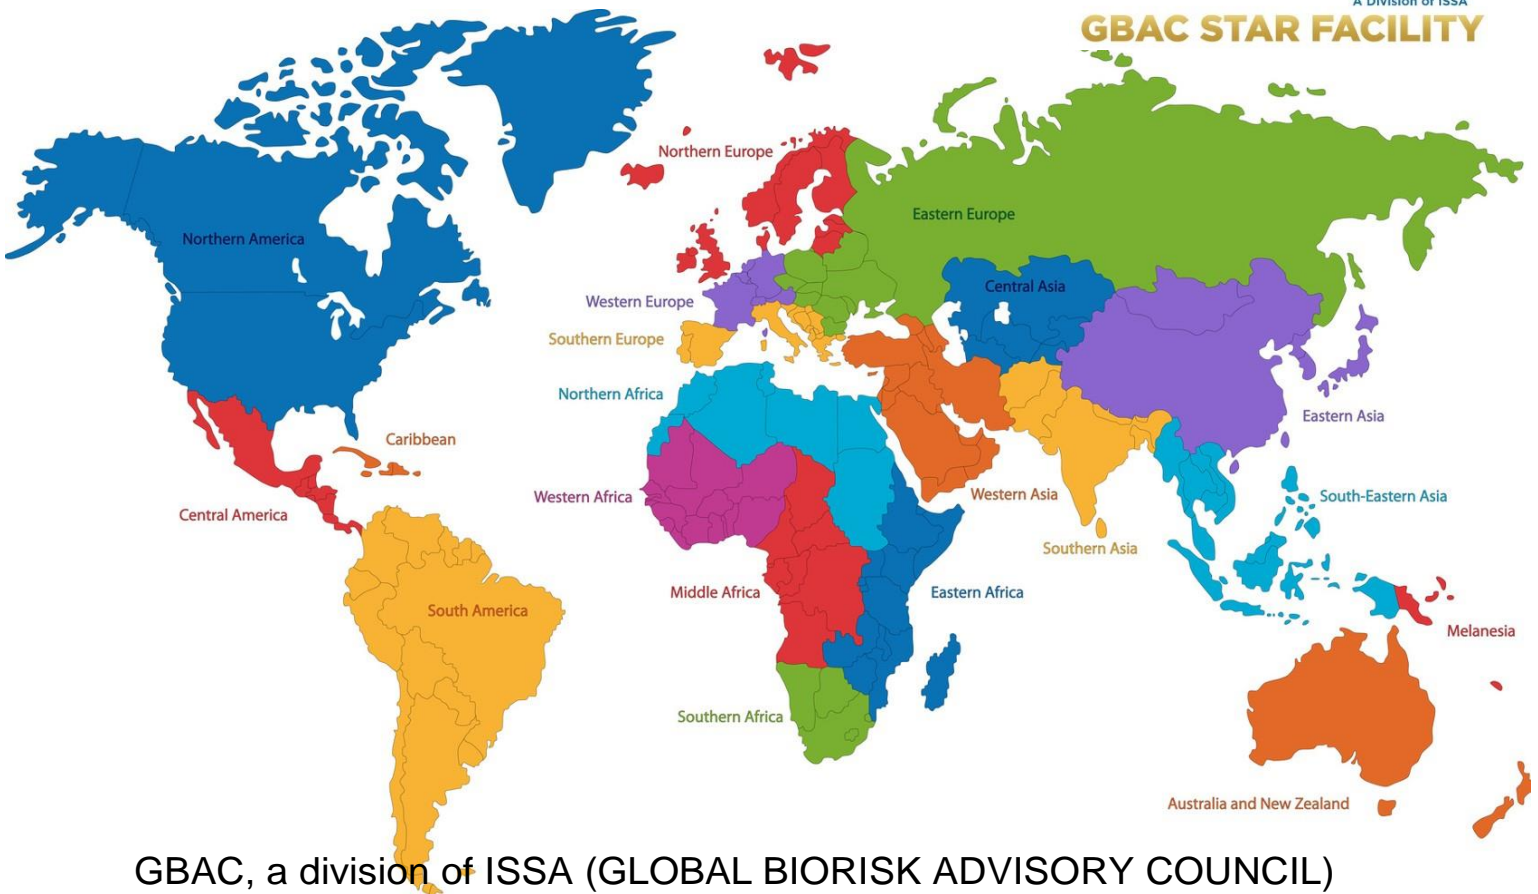 A Division of ISSA
GBAC STAR FACILITY
Northern Europe
Eastern Europe
Northern America
Central Asia
Western Europe
Southern Europe
Northern Africa
Eastern Asia
Caribbean
Western Africa
Western Asia
South-Eastern Asia
Central America
Southern Asia
Middle Africa
Eastern Africa
South America
Melanesia
Southern Africa
Australia and New Zealand
GBAC, a division of ISSA (GLOBAL BIORISK ADVISORY COUNCIL)